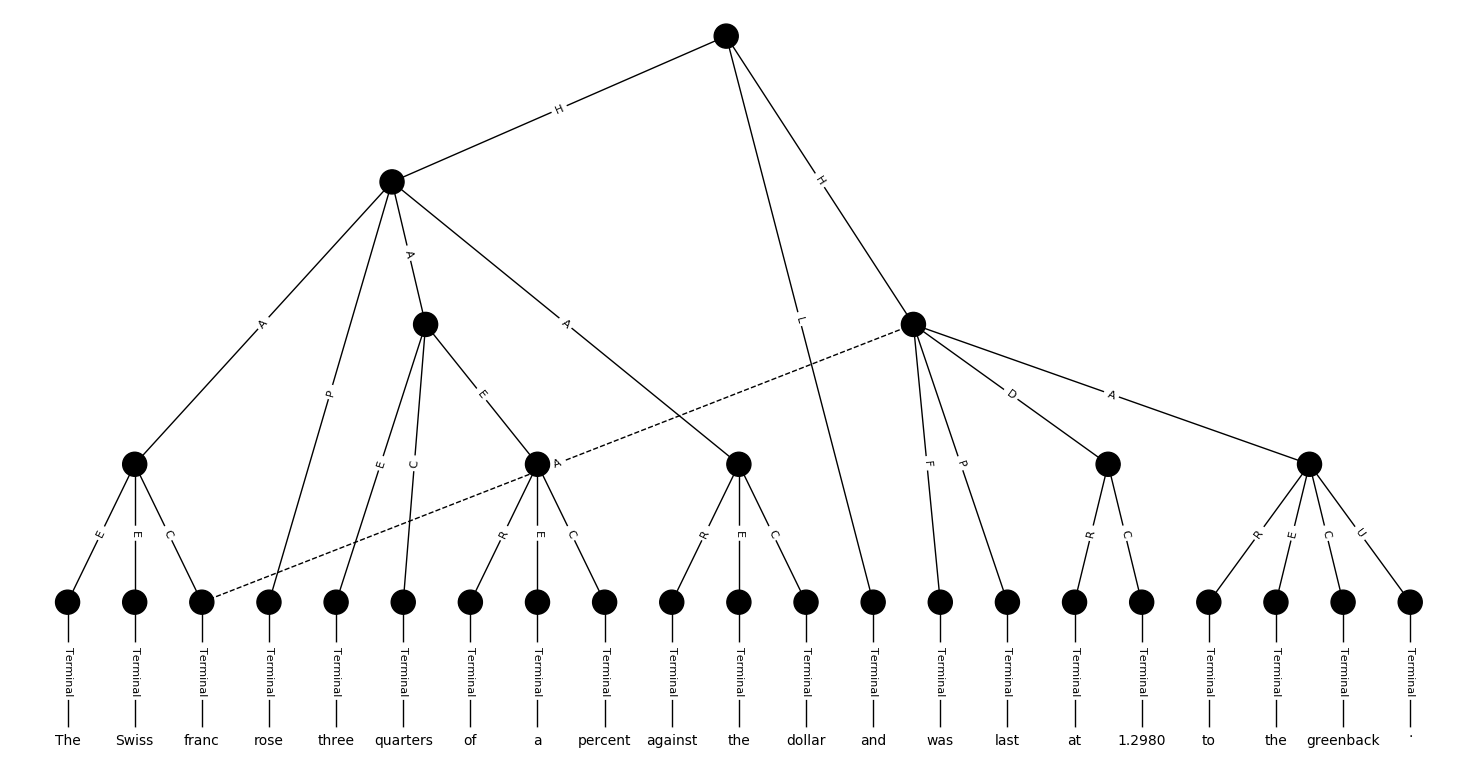 H
H
A
L
A
P
A
D
A
P
E
E
C
A
F
P
E
E
C
R
E
C
R
E
C
R
C
R
E
C
U
Terminal Terminal Terminal Terminal Terminal Terminal Terminal Terminal Terminal Terminal Terminal Terminal Terminal Terminal Terminal Terminal Terminal Terminal Terminal Terminal Terminal
The Swiss franc rose three quarters of a percent against the dollar and was last at 1.2980 to the greenback .